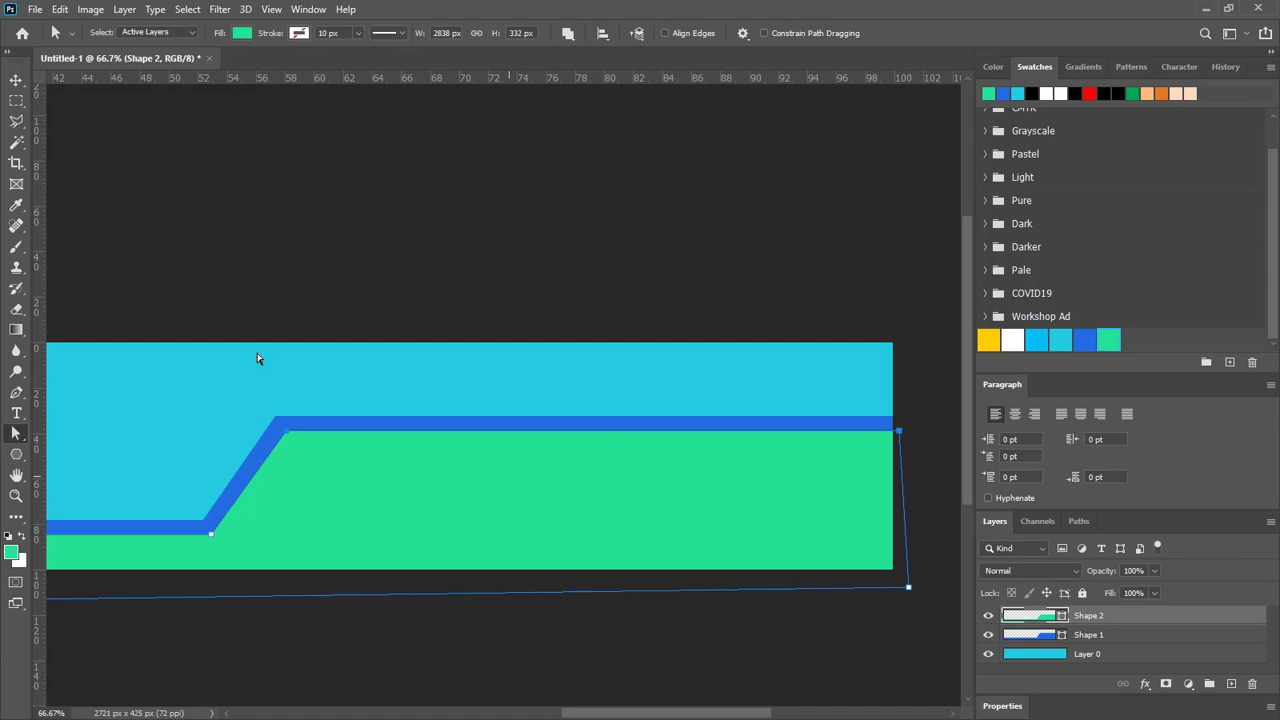 Ps File Edit Image Layer Type Select Filter 3D View Window Help
Select: Active Layers Fill: Stroke: 10 px W: 2838 px H: 332 px Align Edges Constrain Path Dragging
Untitled-1 @ 66.7% (Shape 2, RGB/8) *
Color Swatches Gradients Patterns Character History
42 44 46 48 50 52 54 56 58 60 62 64 66 68 70 72 74 76 78 80 82 84 86 88 90 92 94 96 98 100 102
CMYK
Grayscale
Pastel
Light
Pure
Dark
Darker
Pale
COVID19
Workshop Ad
Paragraph
0 pt 0 pt
0 pt
0 pt 0 pt
Hyphenate
Layers Channels Paths
Kind
Normal Opacity: 100%
Lock: Fill: 100%
Shape 2
Shape 1
Layer 0
Properties
66.67% 2721 px x 425 px (72 ppi)